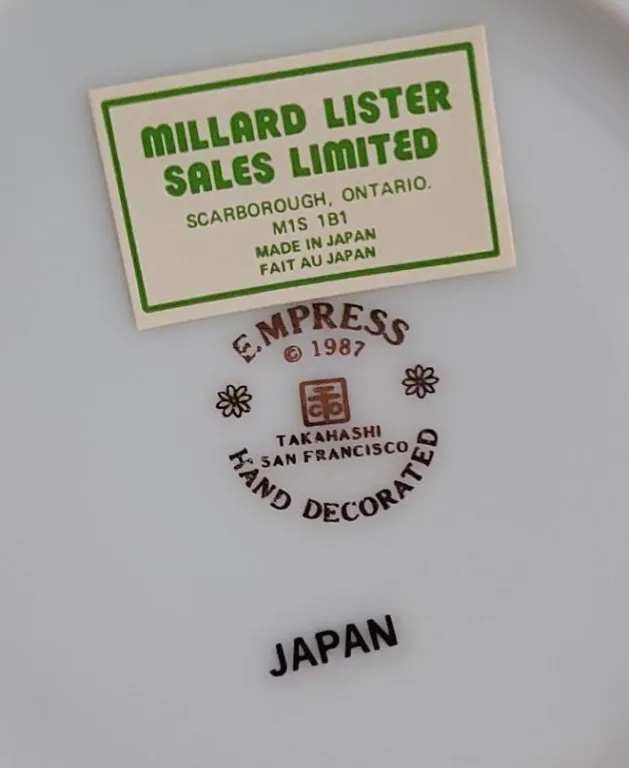 MILLARD LISTER
SALES LIMITED
SCARBOROUGH, ONTARIO.
M1S 1B1
MADE IN JAPAN
FAIT AU JAPAN
EMPRESS
© 1987
TCD
TAKAHASHI
SAN FRANCISCO
HAND DECORATED
JAPAN